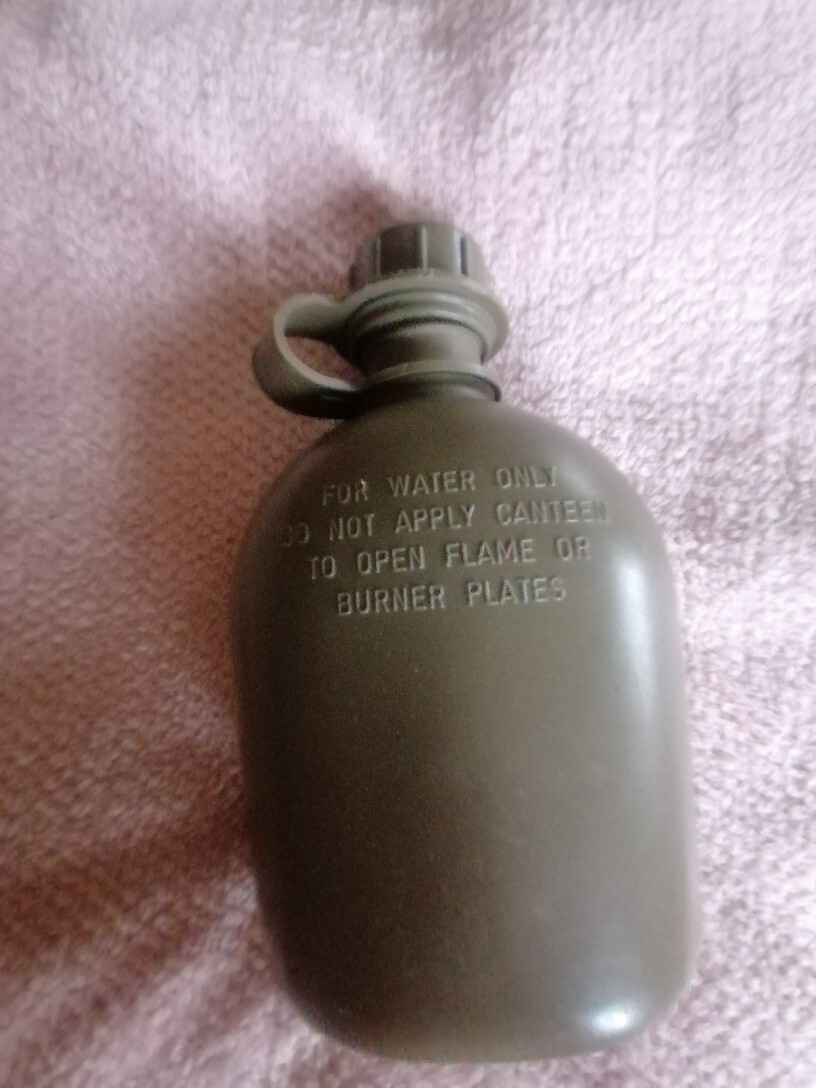 FOR WATER ONLY
DO NOT APPLY CANTEEN
TO OPEN FLAME OR
BURNER PLATES